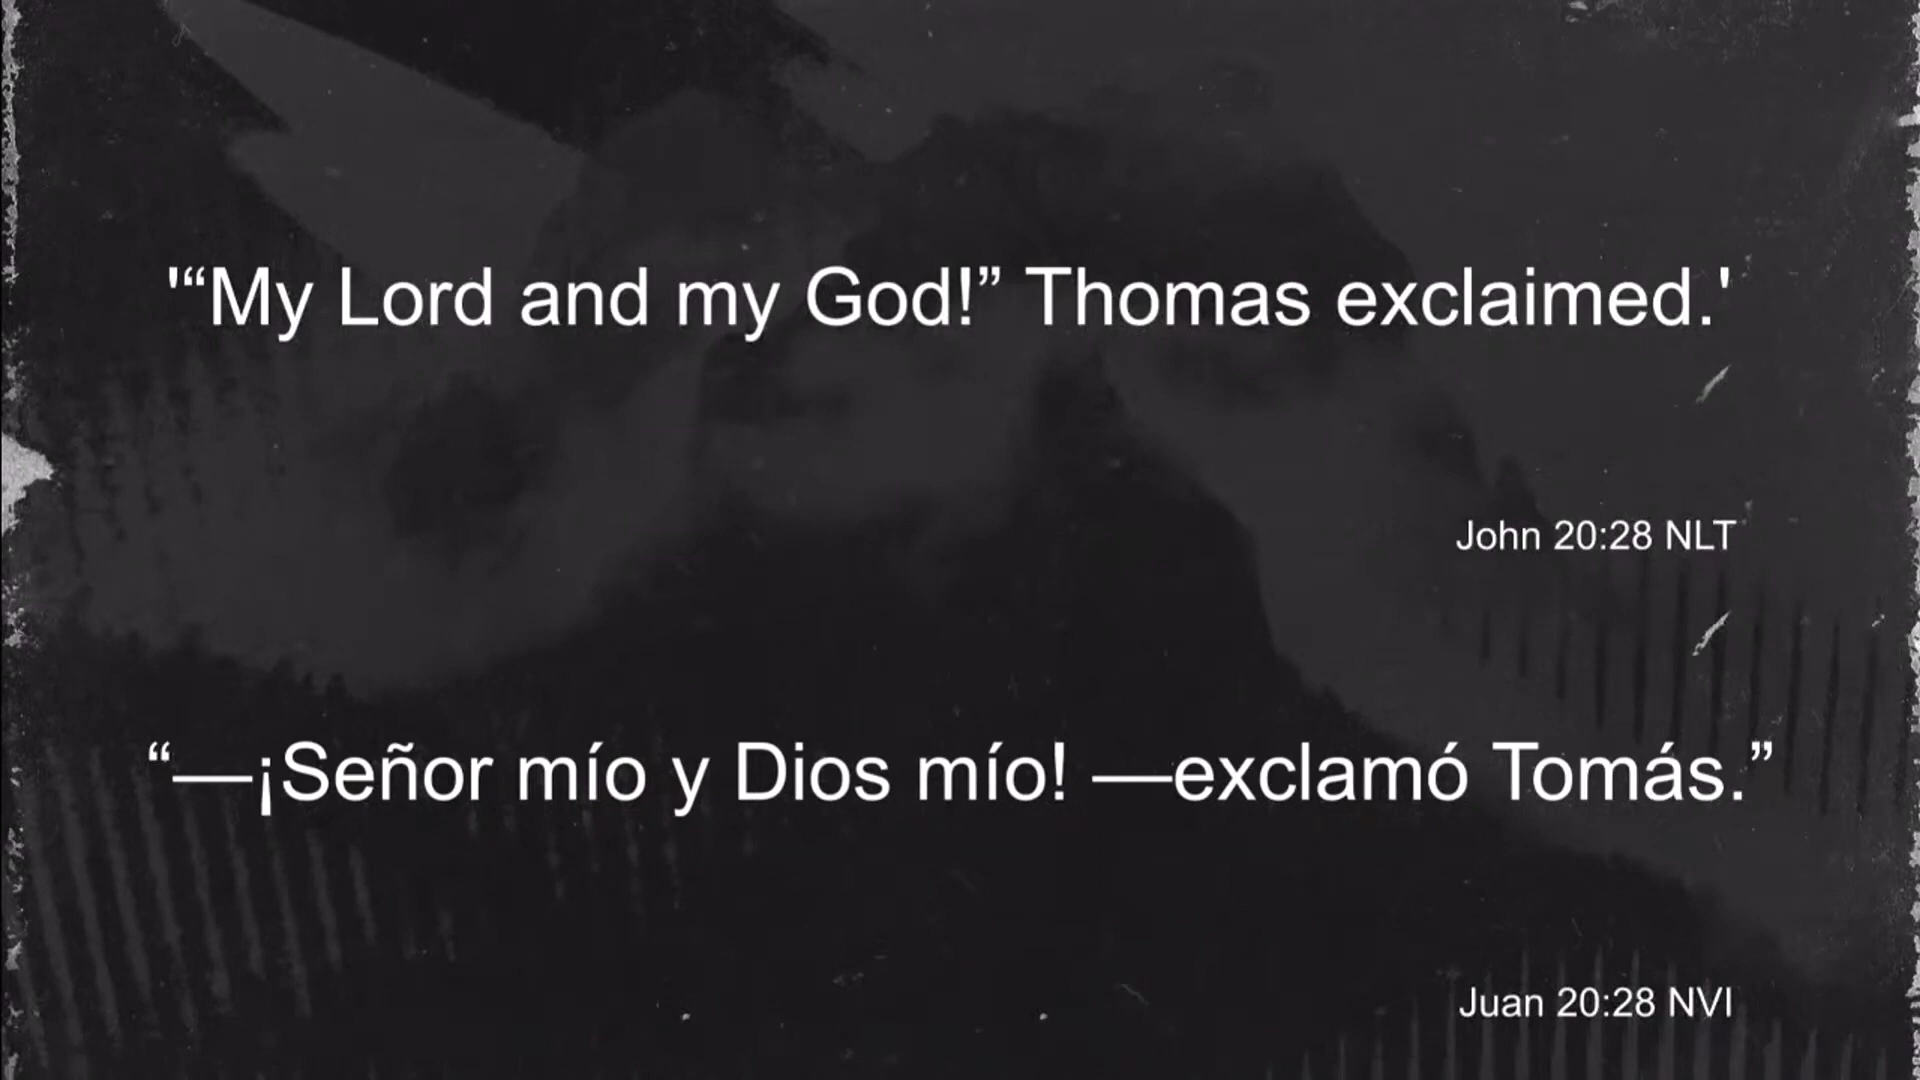 '“My Lord and my God!” Thomas exclaimed.'
John 20:28 NLT
“—¡Señor mío y Dios mío! —exclamó Tomás.”
Juan 20:28 NVI